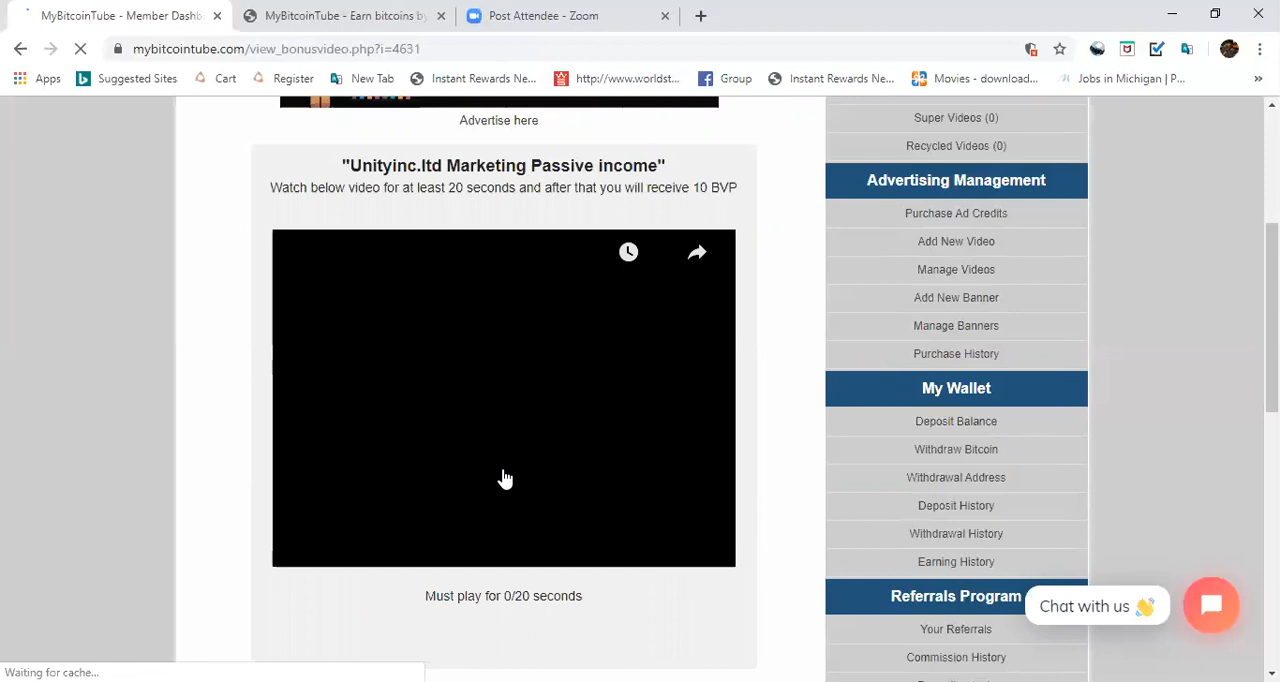 MyBitcoinTube - Member Dashb
MyBitcoinTube - Earn bitcoins by
Post Attendee - Zoom
mybitcointube.com/view_bonusvideo.php?i=4631
Apps
Suggested Sites
Cart
Register
New Tab
Instant Rewards Ne...
http://www.worldst...
Group
Instant Rewards Ne...
Movies - download...
Jobs in Michigan | P...
Advertise here
"Unityinc.ltd Marketing Passive income"
Watch below video for at least 20 seconds and after that you will receive 10 BVP
Must play for 0/20 seconds
Super Videos (0)
Recycled Videos (0)
Advertising Management
Purchase Ad Credits
Add New Video
Manage Videos
Add New Banner
Manage Banners
Purchase History
My Wallet
Deposit Balance
Withdraw Bitcoin
Withdrawal Address
Deposit History
Withdrawal History
Earning History
Referrals Program
Your Referrals
Commission History
Chat with us 👋
Waiting for cache...